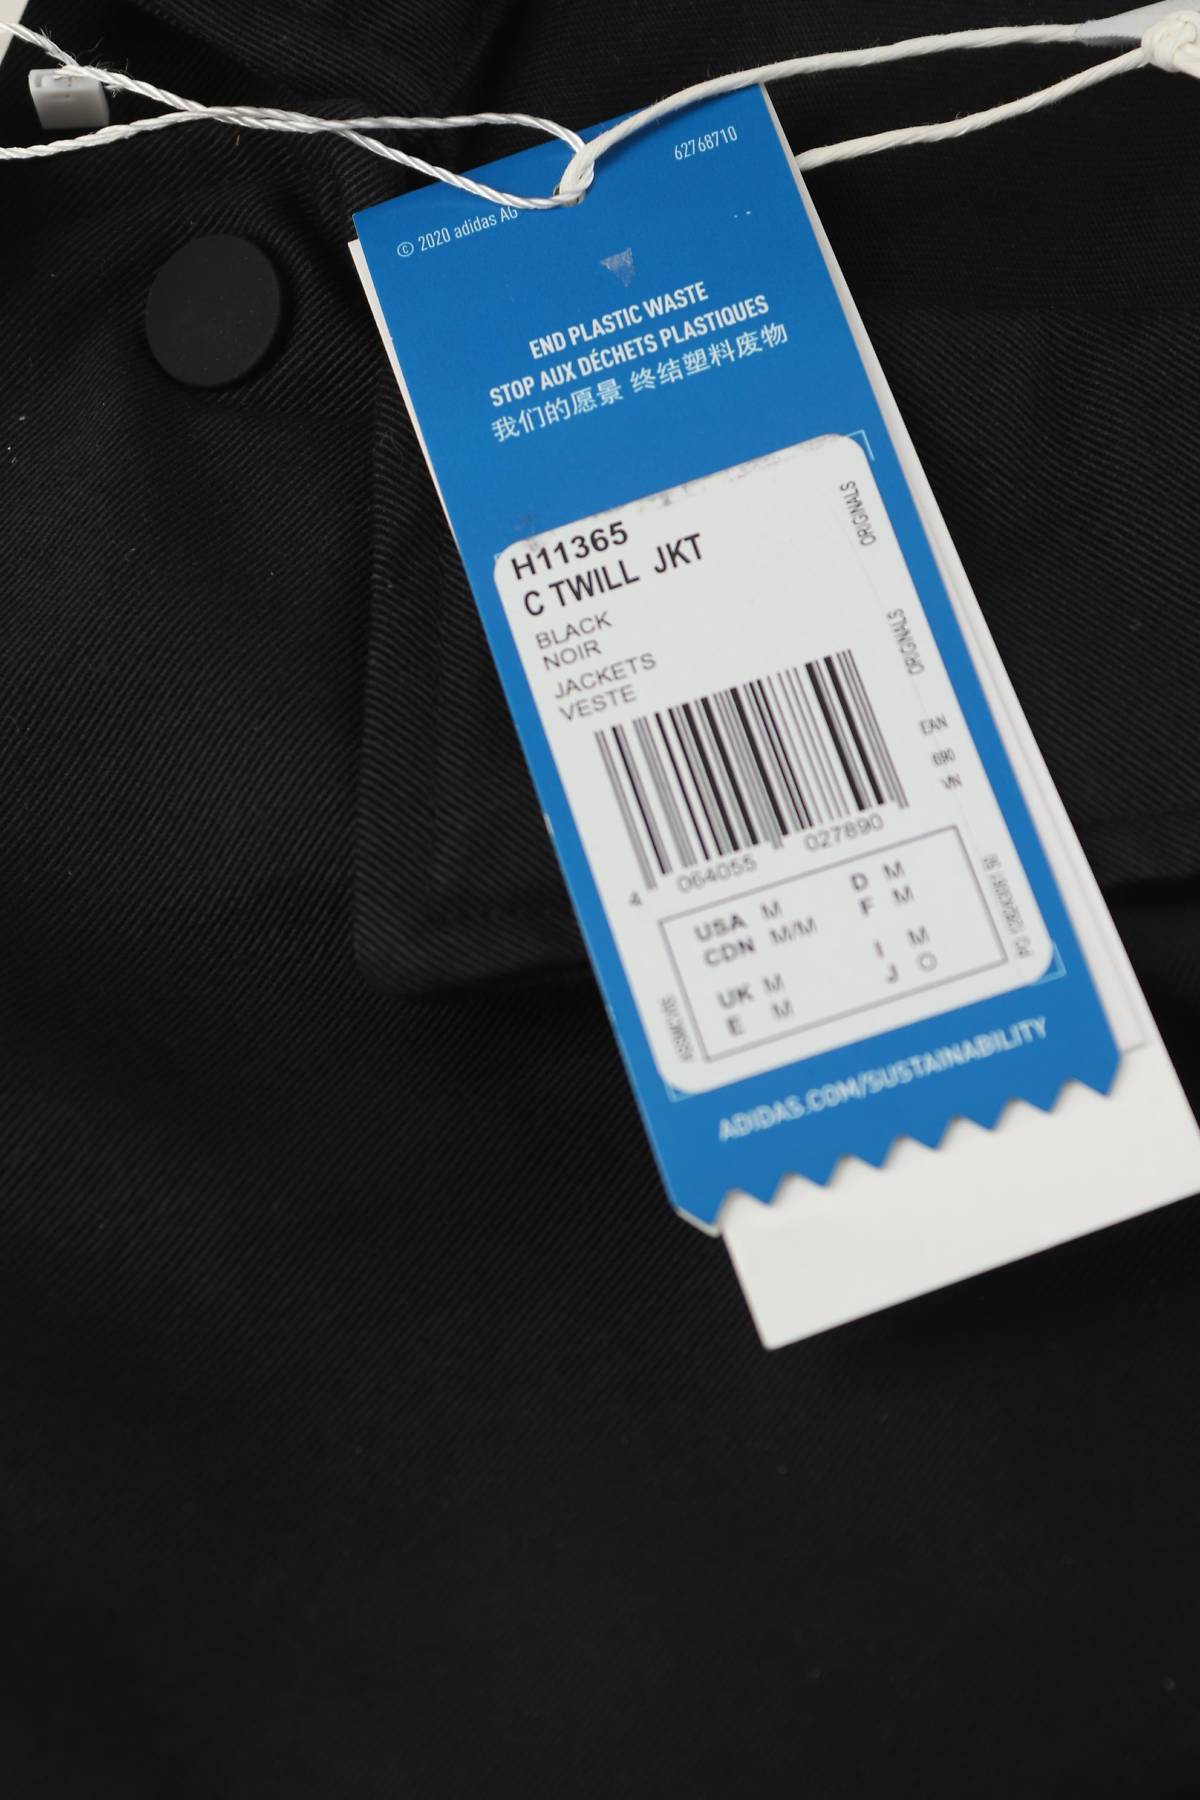 62768710
© 2020 adidas AG
END PLASTIC WASTE
STOP AUX DÉCHETS PLASTIQUES
我们的愿景 终结塑料废物
H11365
C TWILL JKT
BLACK
NOIR
JACKETS
VESTE
ORIGINALS
ORIGINALS
EAN
690
VN
4 064055 027890
USA M D M
CDN M/M F M
I M
UK M J O
E M
ADIDAS.COM/SUSTAINABILITY